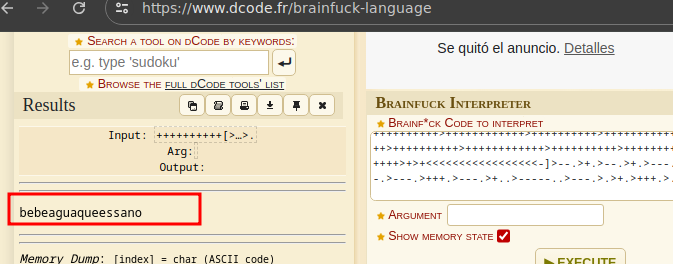 https://www.dcode.fr/brainfuck-language
Search a tool on dCode by keywords:
e.g. type 'sudoku'
Browse the full dCode tools' list
Results
Input: ++++++++++[>…>.
Arg:
Output:
bebeaguaqueessano
Memory Dump: [index] = char (ASCII code)
Se quitó el anuncio. Detalles
Brainfuck Interpreter
Brainf*ck Code to interpret
++++>+>+<<<<<<<<<<<<<<<<<-]>--.>+.>--.>+.>---.
-.>---.>+++.>---.>+..>-----..>---.>.>+.>+++.>.
Argument
Show memory state
▶ EXECUTE